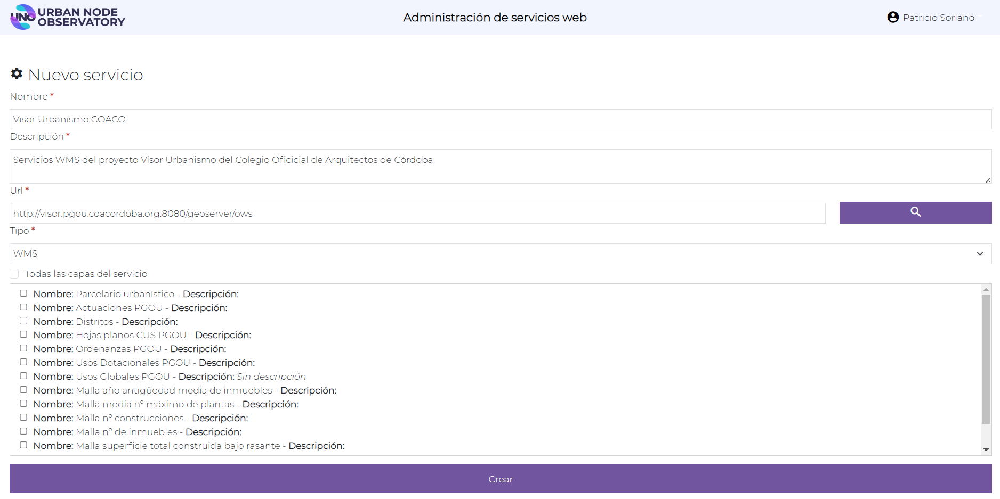 UNO URBAN NODE OBSERVATORY
Administración de servicios web
Patricio Soriano
Nuevo servicio
Nombre *
Visor Urbanismo COACO
Descripción *
Servicios WMS del proyecto Visor Urbanismo del Colegio Oficicial de Arquitectos de Córdoba
Url *
http://visor.pgou.coacordoba.org:8080/geoserver/ows
Tipo *
WMS
Todas las capas del servicio
Nombre: Parcelario urbanístico - Descripción:
Nombre: Actuaciones PGOU - Descripción:
Nombre: Distritos - Descripción:
Nombre: Hojas planos CUS PGOU - Descripción:
Nombre: Ordenanzas PGOU - Descripción:
Nombre: Usos Dotacionales PGOU - Descripción:
Nombre: Usos Globales PGOU - Descripción: Sin descripción
Nombre: Malla año antigüedad media de inmuebles - Descripción:
Nombre: Malla media nº máximo de plantas - Descripción:
Nombre: Malla nº construcciones - Descripción:
Nombre: Malla nº de inmuebles - Descripción:
Nombre: Malla superficie total construida bajo rasante - Descripción:
Crear